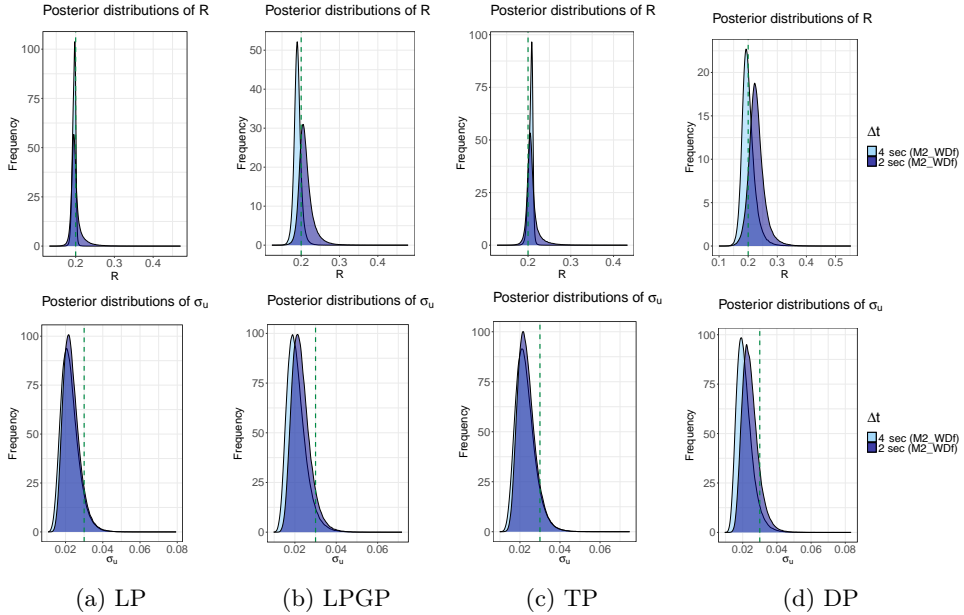 Posterior distributions of R
Frequency
100
75
50
25
0
0.2
0.3
0.4
R
Posterior distributions of R
Frequency
50
40
30
20
10
0
0.2
0.3
0.4
R
Posterior distributions of R
Frequency
100
75
50
25
0
0.2
0.3
0.4
R
Posterior distributions of R
Frequency
20
15
10
5
0
0.1
0.2
0.3
0.4
0.5
R
Δt
4 sec (M2_WDf)
2 sec (M2_WDf)
Posterior distributions of σu
Frequency
100
75
50
25
0
0.02
0.04
0.06
0.08
σu
Posterior distributions of σu
Frequency
100
75
50
25
0
0.02
0.04
0.06
σu
Posterior distributions of σu
Frequency
100
75
50
25
0
0.02
0.04
0.06
σu
Posterior distributions of σu
Frequency
100
75
50
25
0
0.02
0.04
0.06
0.08
σu
Δt
4 sec (M2_WDf)
2 sec (M2_WDf)
(a) LP
(b) LPGP
(c) TP
(d) DP